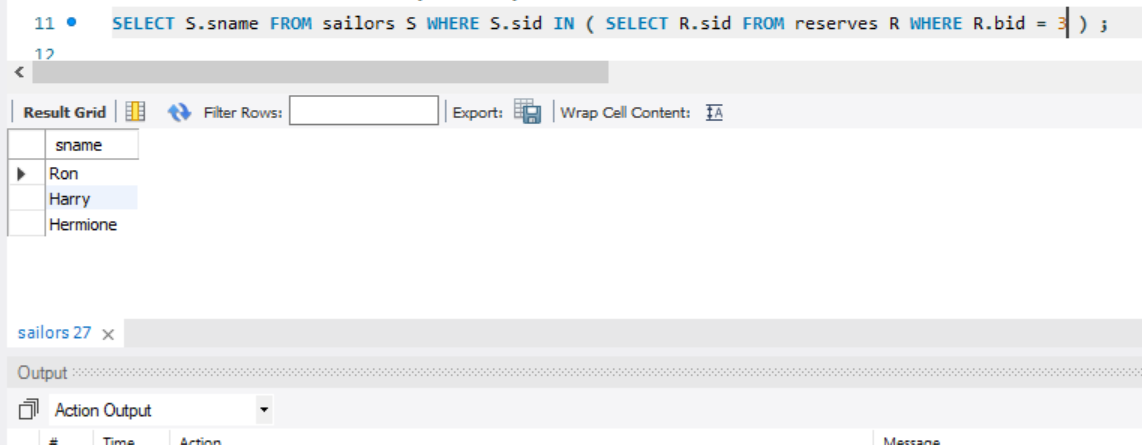 11 SELECT S.sname FROM sailors S WHERE S.sid IN ( SELECT R.sid FROM reserves R WHERE R.bid = 3 ) ;
12
Result Grid Filter Rows: Export: Wrap Cell Content: IA
sname
Ron
Harry
Hermione
sailors 27 ×
Output
Action Output
# Time Action Message